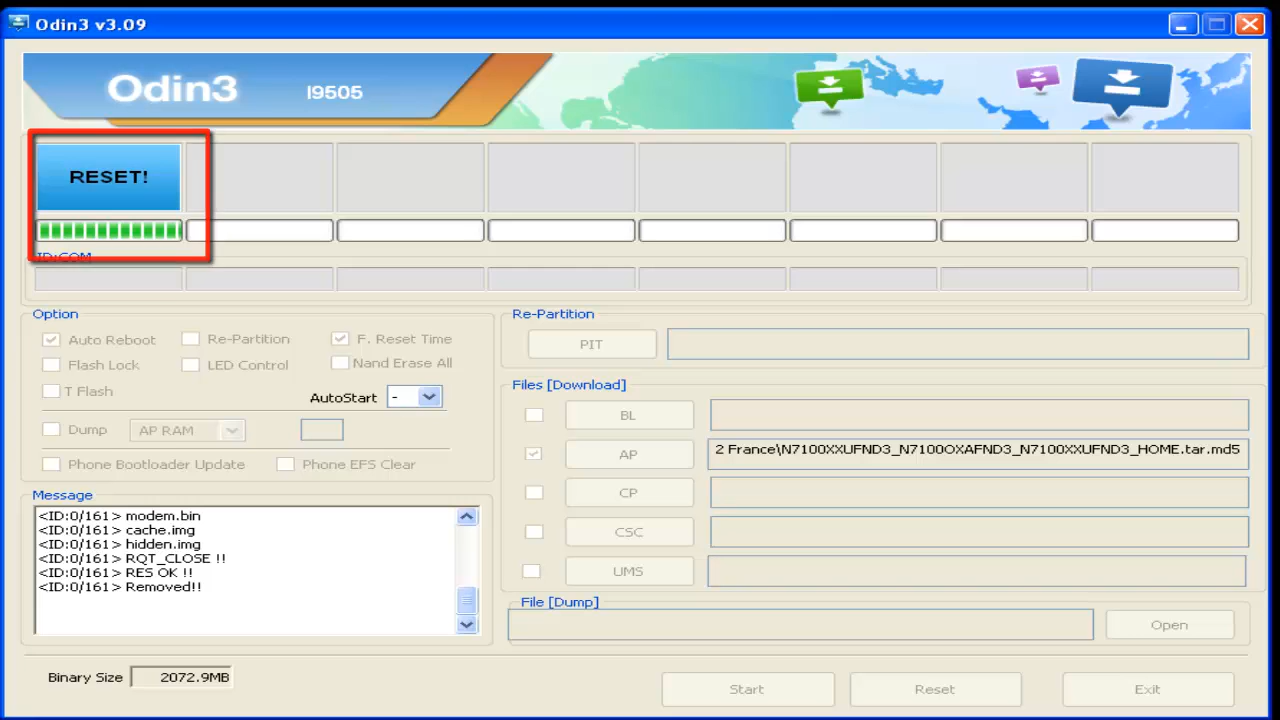 Odin3 v3.09
Odin3 I9505
RESET!
ID:COM
Option
Auto Reboot Re-Partition F. Reset Time
Flash Lock LED Control Nand Erase All
T Flash
AutoStart -
Dump AP RAM
Phone Bootloader Update Phone EFS Clear
Message
<ID:0/161> modem.bin
<ID:0/161> cache.img
<ID:0/161> hidden.img
<ID:0/161> RQT_CLOSE !!
<ID:0/161> RES OK !!
<ID:0/161> Removed!!
Re-Partition
PIT
Files [Download]
BL
AP 2 France\N7100XXUFND3_N7100OXAFND3_N7100XXUFND3_HOME.tar.md5
CP
CSC
UMS
File [Dump]
Open
Binary Size 2072.9MB
Start Reset Exit